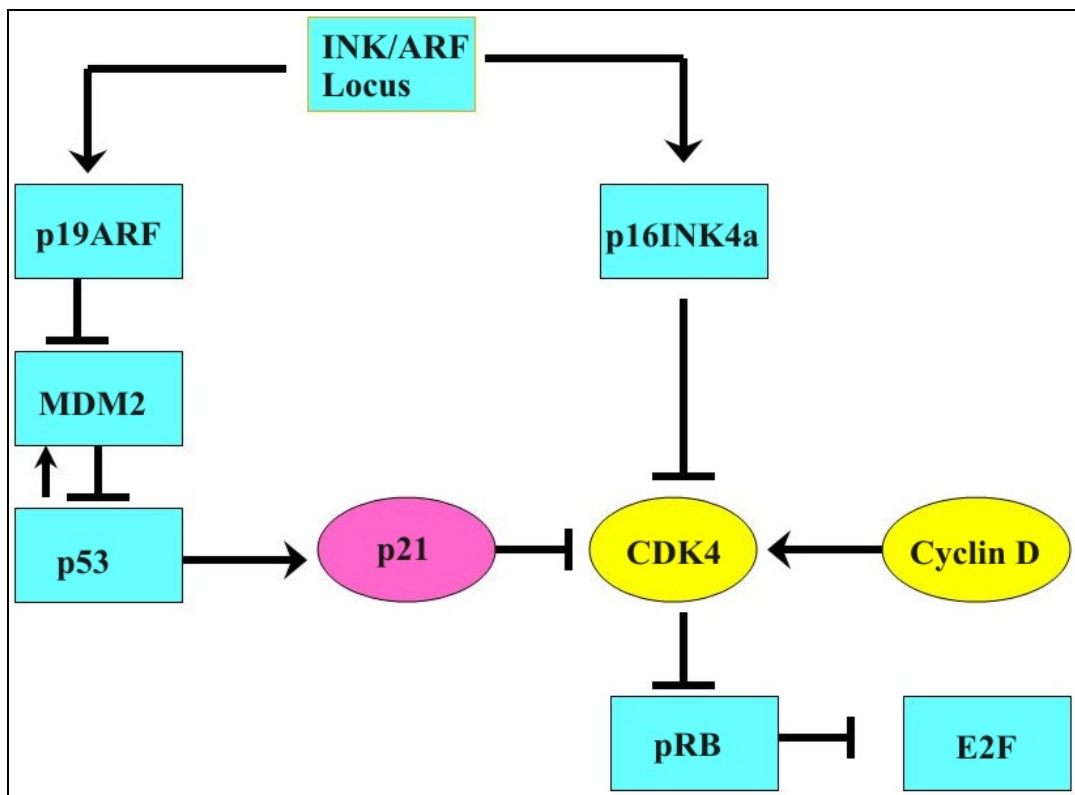 INK/ARF
Locus
p19ARF
p16INK4a
MDM2
p53
p21
CDK4
Cyclin D
pRB
E2F